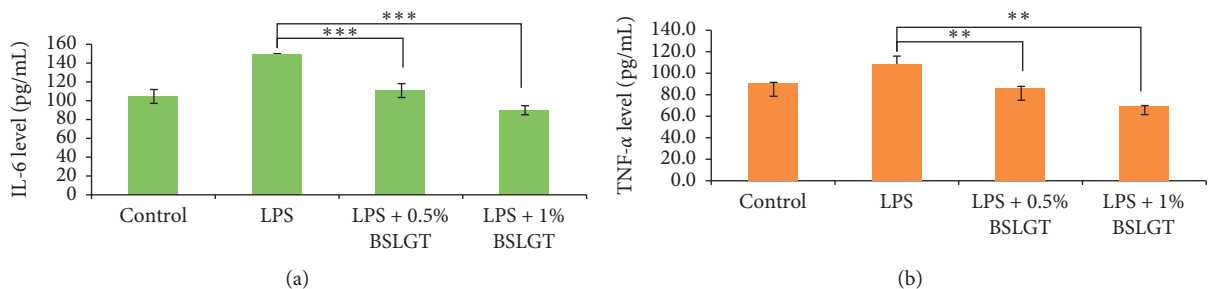 IL-6 level (pg/mL)
160
140
120
100
80
60
40
20
0
***
***
Control
LPS
LPS + 0.5%
BSLGT
LPS + 1%
BSLGT
(a)
TNF-α level (pg/mL)
140.0
120.0
100.0
80.0
60.0
40.0
20.0
0.0
**
**
Control
LPS
LPS + 0.5%
BSLGT
LPS + 1%
BSLGT
(b)